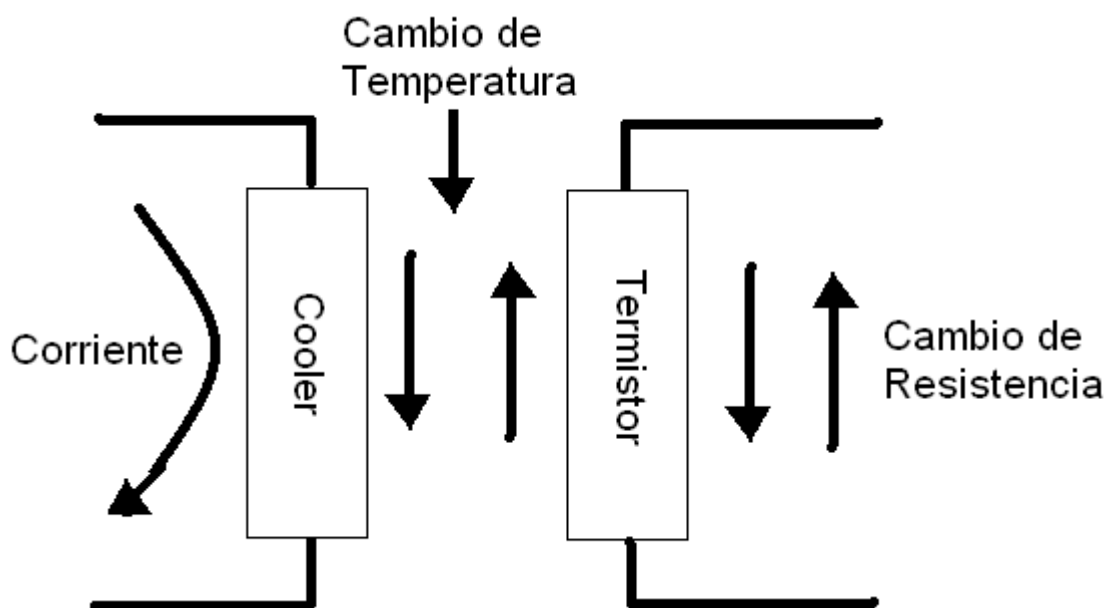 Cambio de
Temperatura
Corriente
Cooler
Termistor
Cambio de
Resistencia